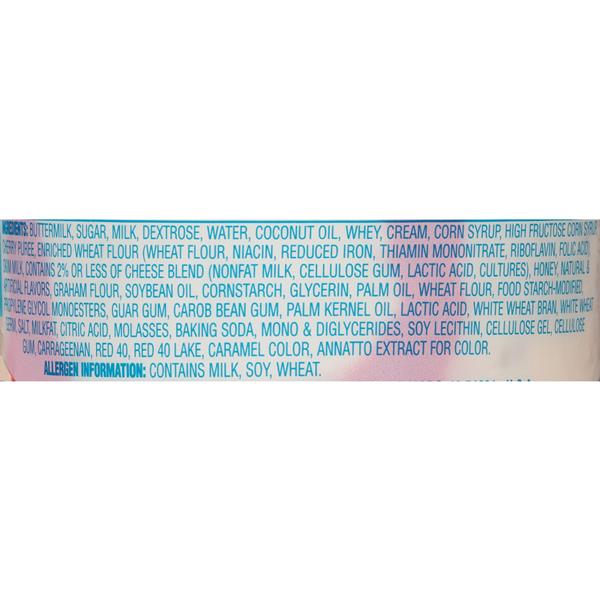 INGREDIENTS: BUTTERMILK, SUGAR, MILK, DEXTROSE, WATER, COCONUT OIL, WHEY, CREAM, CORN SYRUP, HIGH FRUCTOSE CORN SYRUP,
CHERRY PUREE, ENRICHED WHEAT FLOUR (WHEAT FLOUR, NIACIN, REDUCED IRON, THIAMIN MONONITRATE, RIBOFLAVIN, FOLIC ACID),
SKIM MILK, CONTAINS 2% OR LESS OF CHEESE BLEND (NONFAT MILK, CELLULOSE GUM, LACTIC ACID, CULTURES), HONEY, NATURAL &
ARTIFICIAL FLAVORS, GRAHAM FLOUR, SOYBEAN OIL, CORNSTARCH, GLYCERIN, PALM OIL, WHEAT FLOUR, FOOD STARCH-MODIFIED,
PROPYLENE GLYCOL MONOESTERS, GUAR GUM, CAROB BEAN GUM, PALM KERNEL OIL, LACTIC ACID, WHITE WHEAT BRAN, WHITE WHEAT
GERM, SALT, MILKFAT, CITRIC ACID, MOLASSES, BAKING SODA, MONO & DIGLYCERIDES, SOY LECITHIN, CELLULOSE GEL, CELLULOSE
GUM, CARRAGEENAN, RED 40, RED 40 LAKE, CARAMEL COLOR, ANNATTO EXTRACT FOR COLOR.
ALLERGEN INFORMATION: CONTAINS MILK, SOY, WHEAT.